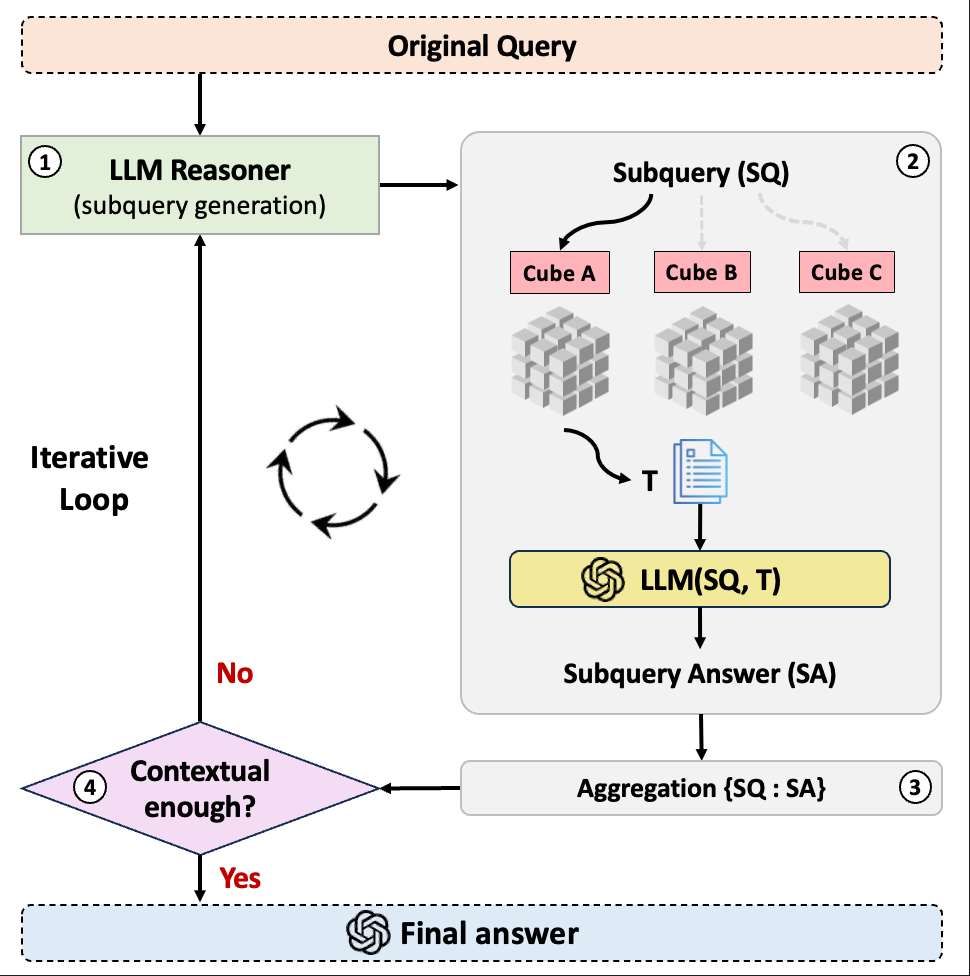 Original Query
1
LLM Reasoner
(subquery generation)
2
Subquery (SQ)
Cube A
Cube B
Cube C
T
LLM(SQ, T)
Subquery Answer (SA)
Iterative
Loop
No
Aggregation {SQ : SA}
3
4
Contextual
enough?
Yes
Final answer